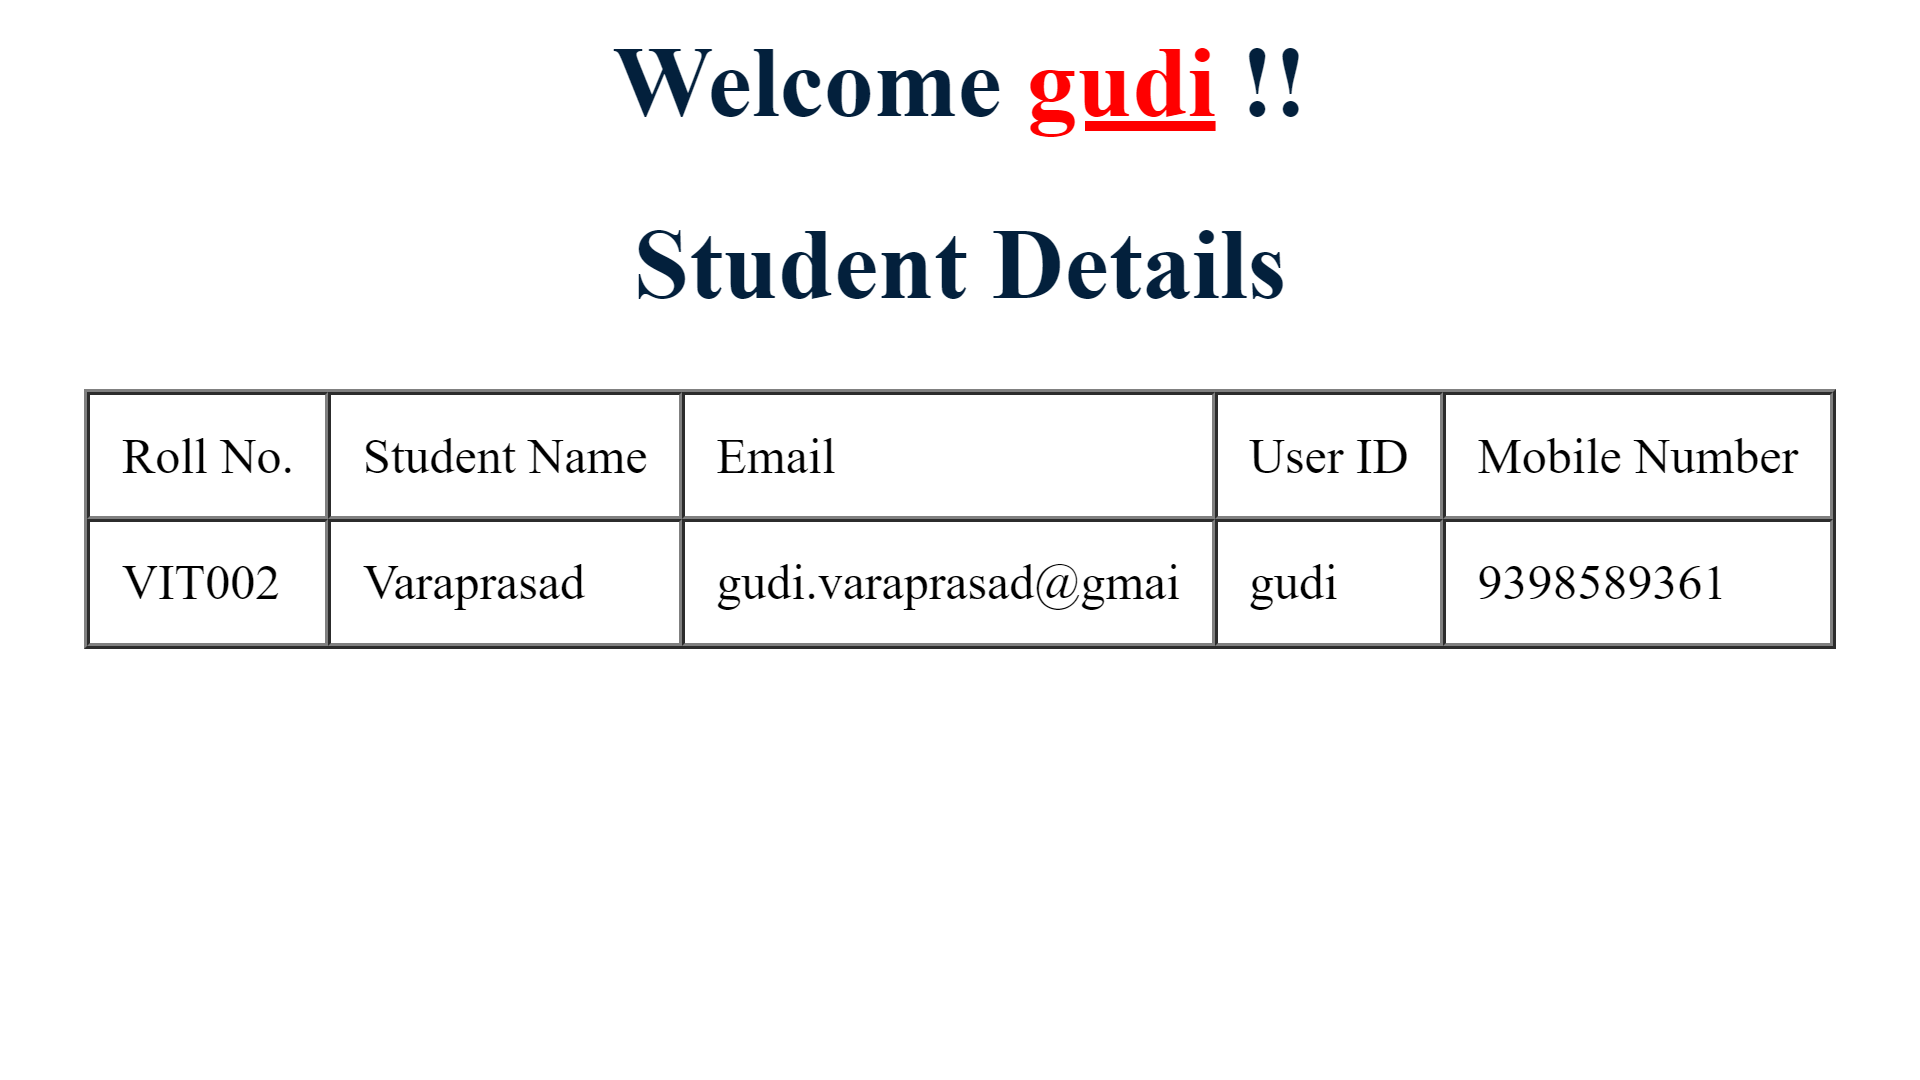 Welcome gudi !!
Student Details
Roll No. Student Name Email User ID Mobile Number
VIT002 Varaprasad gudi.varaprasad@gmai gudi 9398589361